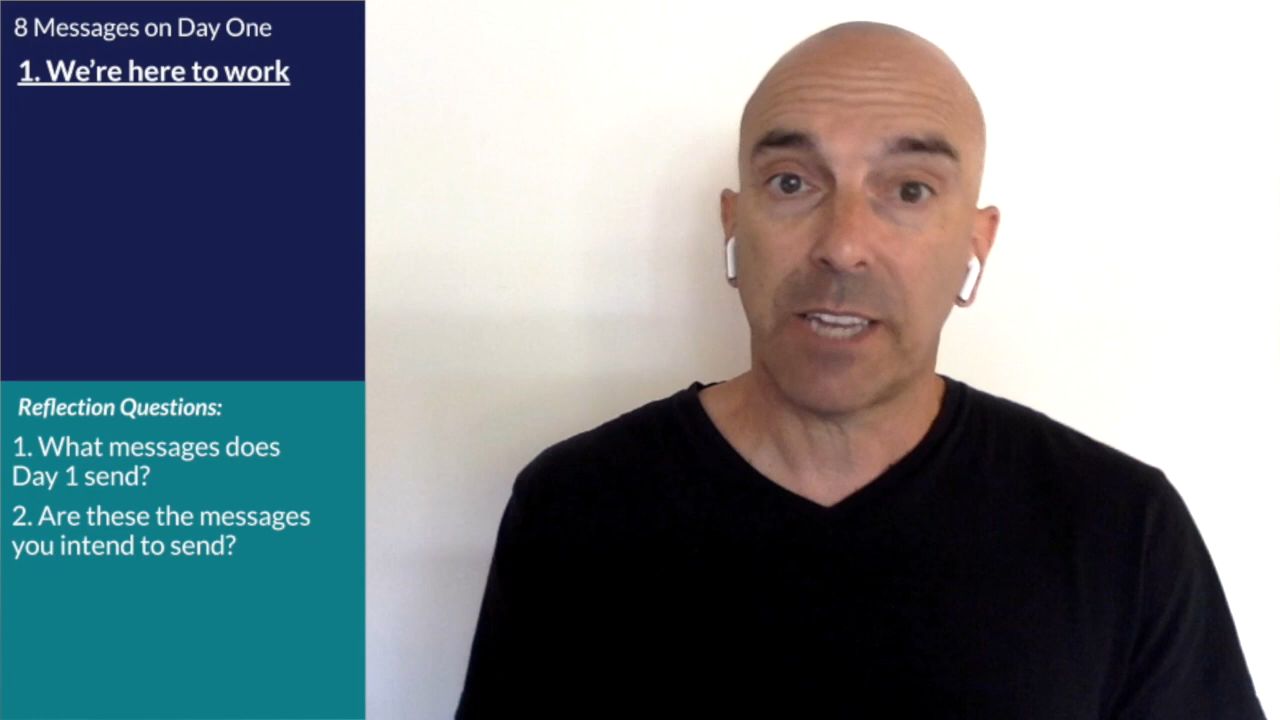 8 Messages on Day One
1. We're here to work
Reflection Questions:
1. What messages does
Day 1 send?
2. Are these the messages
you intend to send?